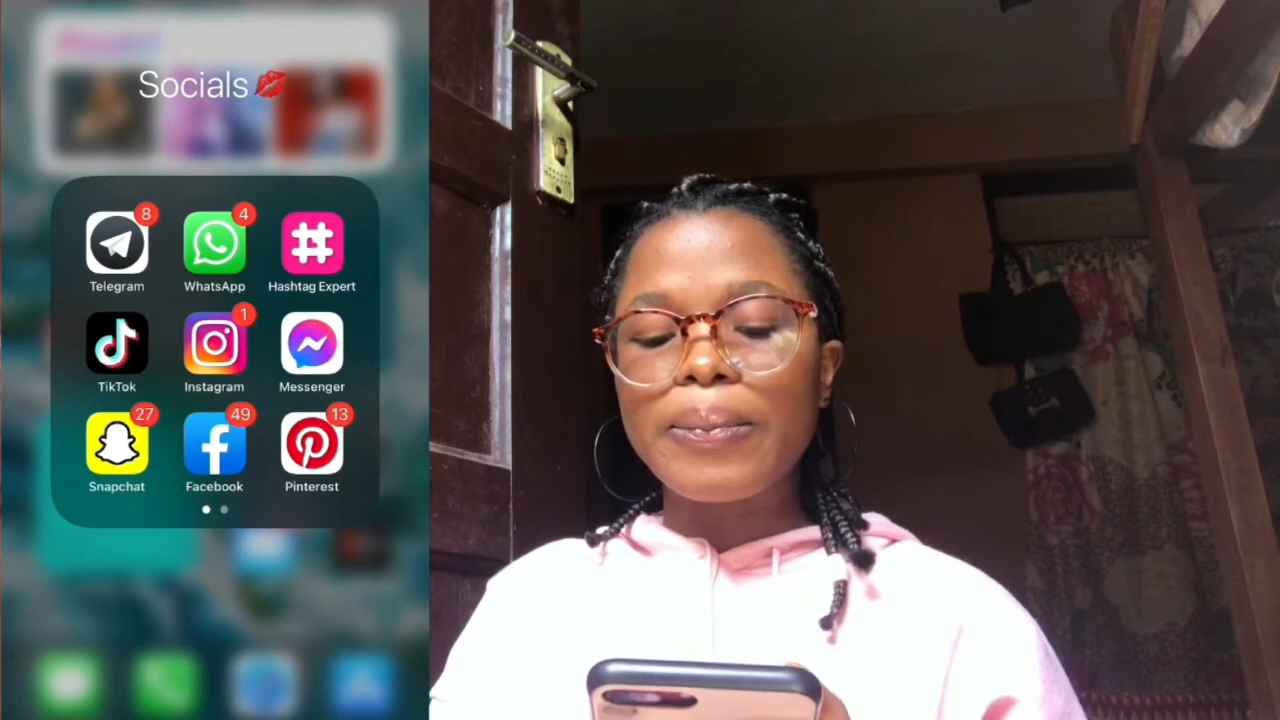 Socials💋
8 4
Telegram WhatsApp Hashtag Expert
1
TikTok Instagram Messenger
27 49 13
Snapchat Facebook Pinterest